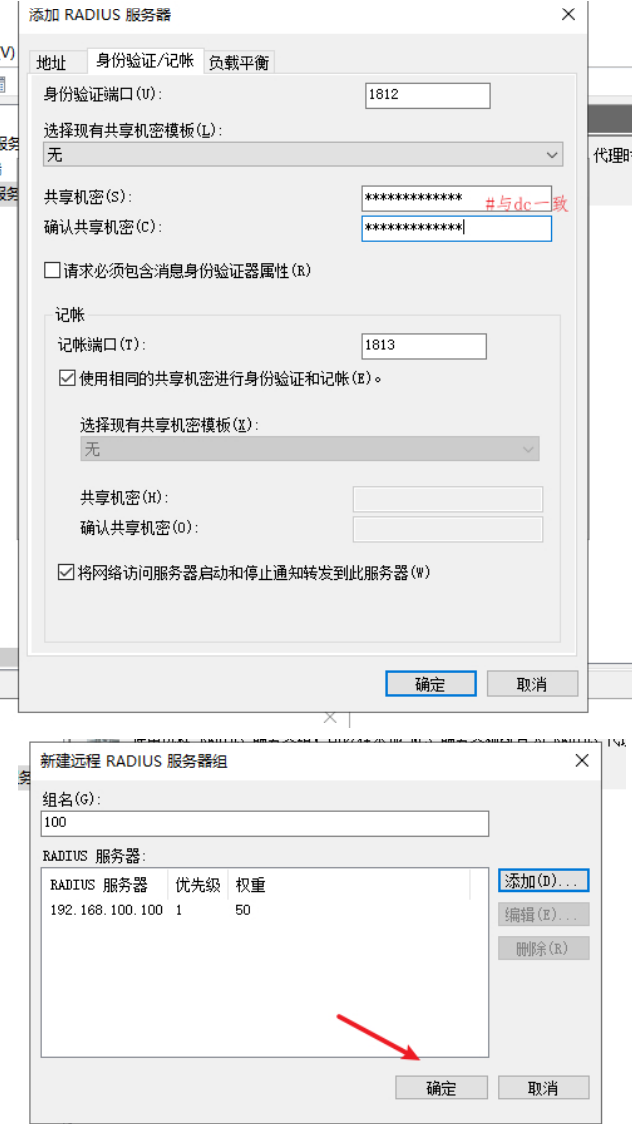 添加 RADIUS 服务器
V)
地址 身份验证/记帐 负载平衡
身份验证端口(U): 1812
选择现有共享机密模板(L):
无
代理时
共享机密(S): *************
#与dc一致
确认共享机密(C): *************
请求必须包含消息身份验证器属性(R)
记帐
记帐端口(T): 1813
使用相同的共享机密进行身份验证和记帐(E)。
选择现有共享机密模板(X):
无
共享机密(H):
确认共享机密(O):
将网络访问服务器启动和停止通知转发到此服务器(W)
确定 取消
新建远程 RADIUS 服务器组
组名(G):
100
RADIUS 服务器:
RADIUS 服务器 优先级 权重
192.168.100.100 1 50
添加(D)...
编辑(E)...
删除(R)
确定 取消